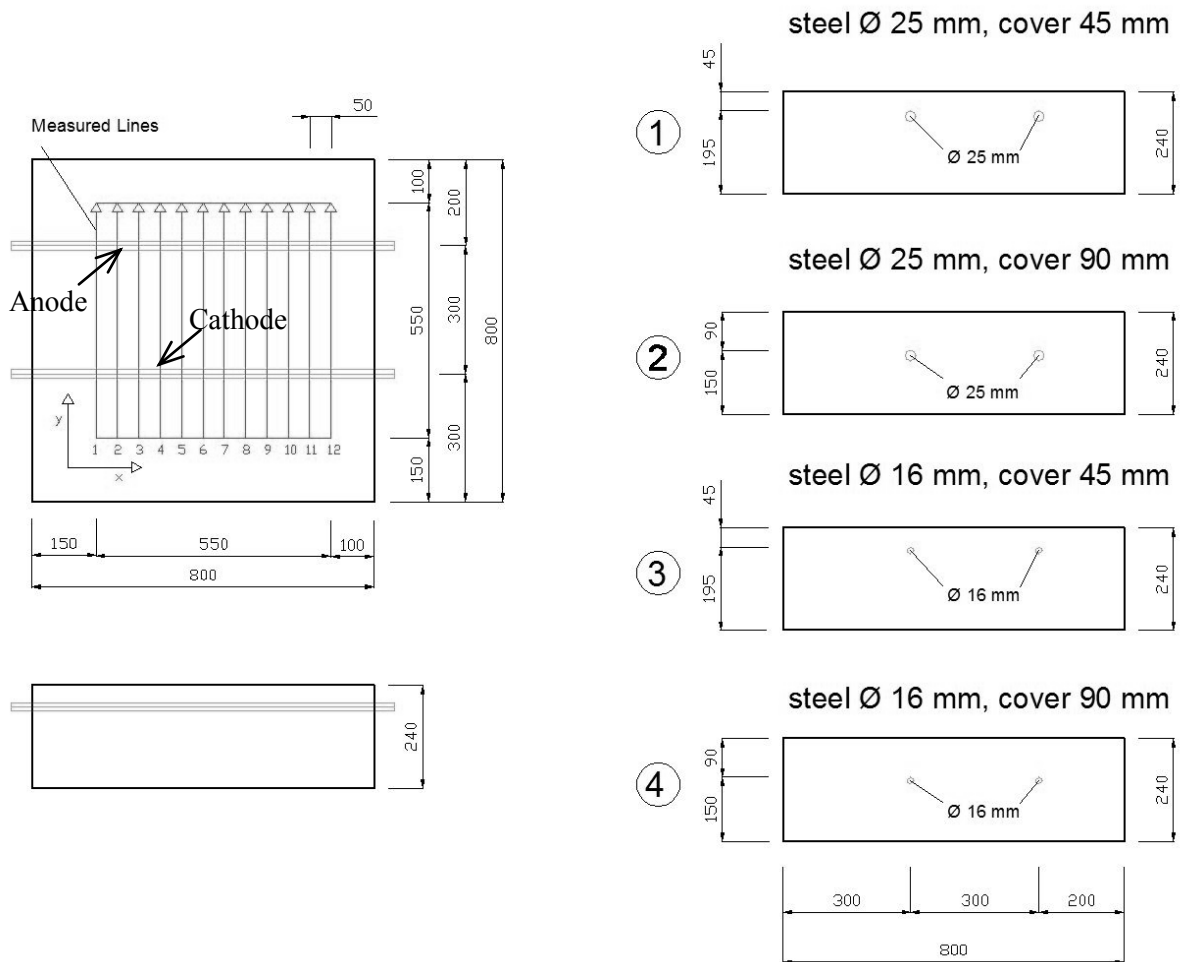 50
Measured Lines
Anode
Cathode
100
200
550
300
800
300
150
y
x
1 2 3 4 5 6 7 8 9 10 11 12
150 550 100
800
240
steel Ø 25 mm, cover 45 mm
45
1
195
Ø 25 mm
240
steel Ø 25 mm, cover 90 mm
90
2
150
Ø 25 mm
240
steel Ø 16 mm, cover 45 mm
45
3
195
Ø 16 mm
240
steel Ø 16 mm, cover 90 mm
90
4
150
Ø 16 mm
240
300 300 200
800